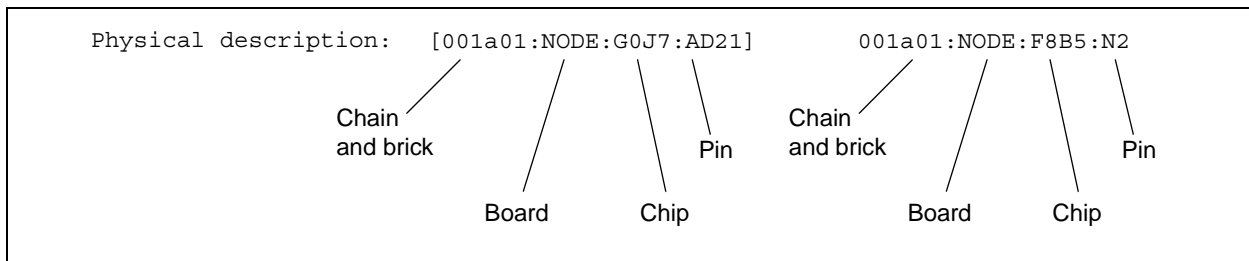 Physical description: [001a01:NODE:G0J7:AD21] 001a01:NODE:F8B5:N2
Chain and brick
Pin
Chain and brick
Pin
Board
Chip
Board
Chip